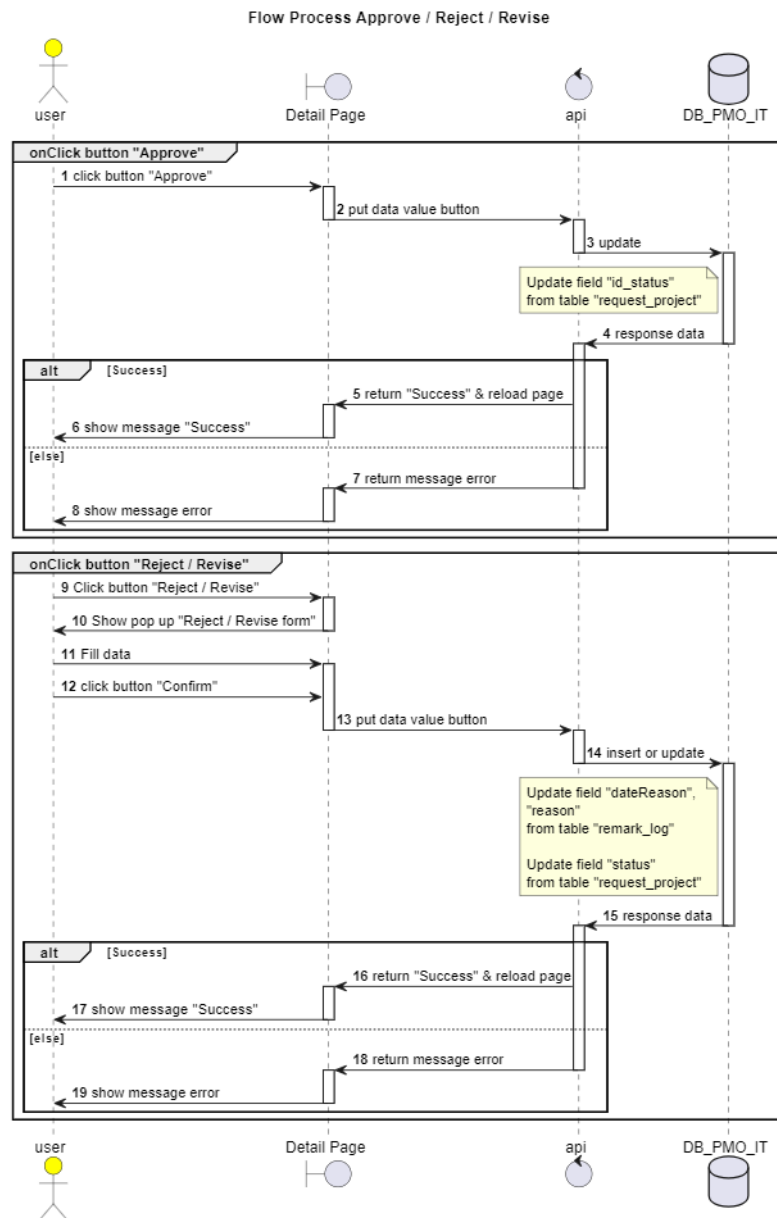 Flow Process Approve / Reject / Revise
user
Detail Page
api
DB_PMO_IT
onClick button "Approve"
1 click button "Approve"
2 put data value button
3 update
Update field "id_status"
from table "request_project"
4 response data
alt [Success]
5 return "Success" & reload page
6 show message "Success"
[else]
7 return message error
8 show message error
onClick button "Reject / Revise"
9 Click button "Reject / Revise"
10 Show pop up "Reject / Revise form"
11 Fill data
12 click button "Confirm"
13 put data value button
14 insert or update
Update field "dateReason",
"reason"
from table "remark_log"
Update field "status"
from table "request_project"
15 response data
alt [Success]
16 return "Success" & reload page
17 show message "Success"
[else]
18 return message error
19 show message error
user
Detail Page
api
DB_PMO_IT